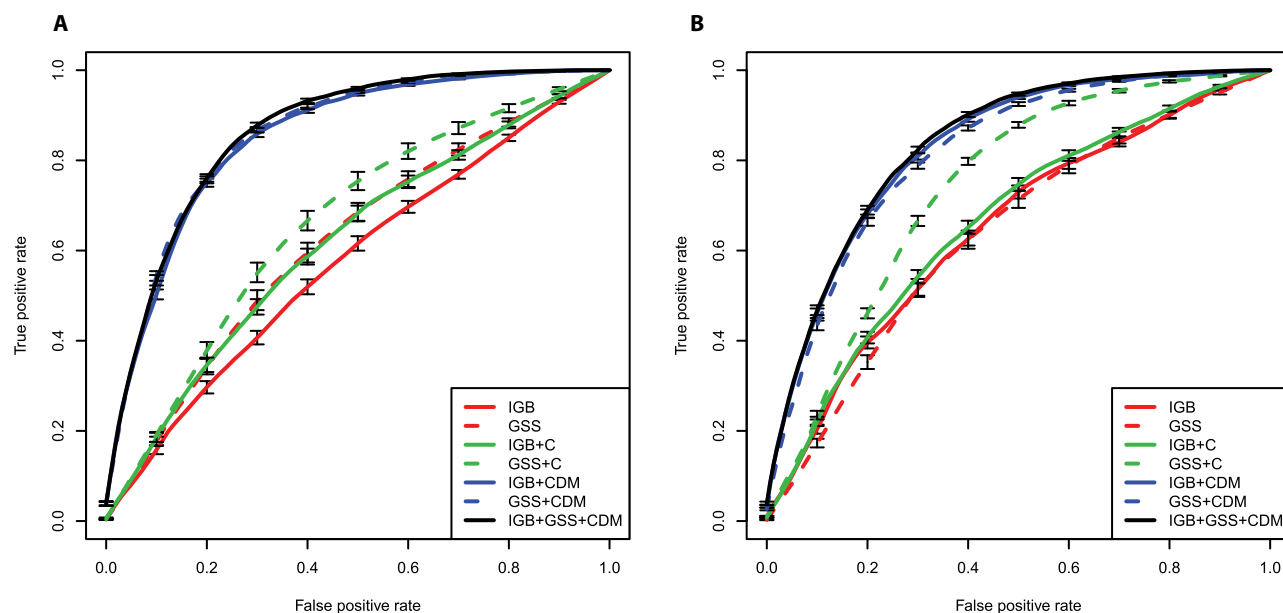 A
True positive rate
1.0
0.8
0.6
0.4
0.2
0.0
IGB
GSS
IGB+C
GSS+C
IGB+CDM
GSS+CDM
IGB+GSS+CDM
0.0 0.2 0.4 0.6 0.8 1.0
False positive rate
B
True positive rate
1.0
0.8
0.6
0.4
0.2
0.0
IGB
GSS
IGB+C
GSS+C
IGB+CDM
GSS+CDM
IGB+GSS+CDM
0.0 0.2 0.4 0.6 0.8 1.0
False positive rate